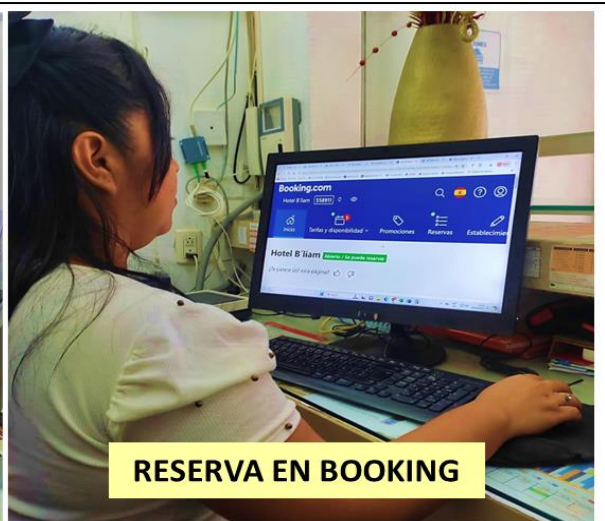 Booking.com
Hotel B´liam
Inicio
Tarifas y disponibilidad
Promociones
Reservas
Establecimien
Hotel B´liam Abierto / Se puede reservar
¿Te parece útil esta página?
RESERVA EN BOOKING